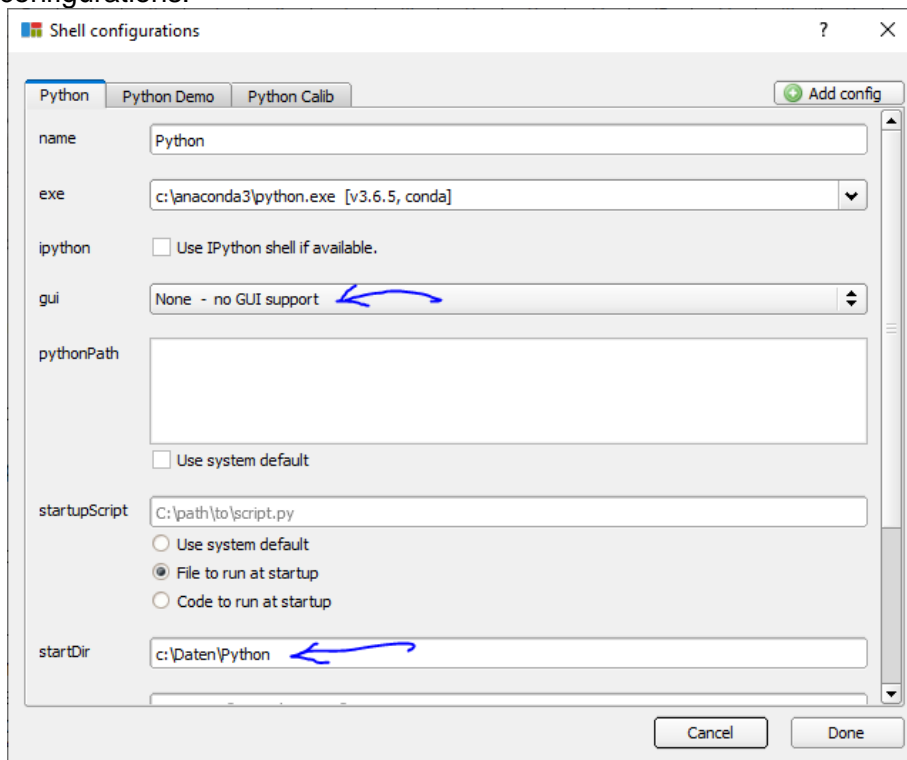 configurations.
Shell configurations
?
Python
Python Demo
Python Calib
Add config
name
Python
exe
c:\anaconda3\python.exe [v3.6.5, conda]
ipython
Use IPython shell if available.
gui
None - no GUI support
pythonPath
Use system default
startupScript
C:\path\to\script.py
Use system default
File to run at startup
Code to run at startup
startDir
c:\Daten\Python
Cancel
Done